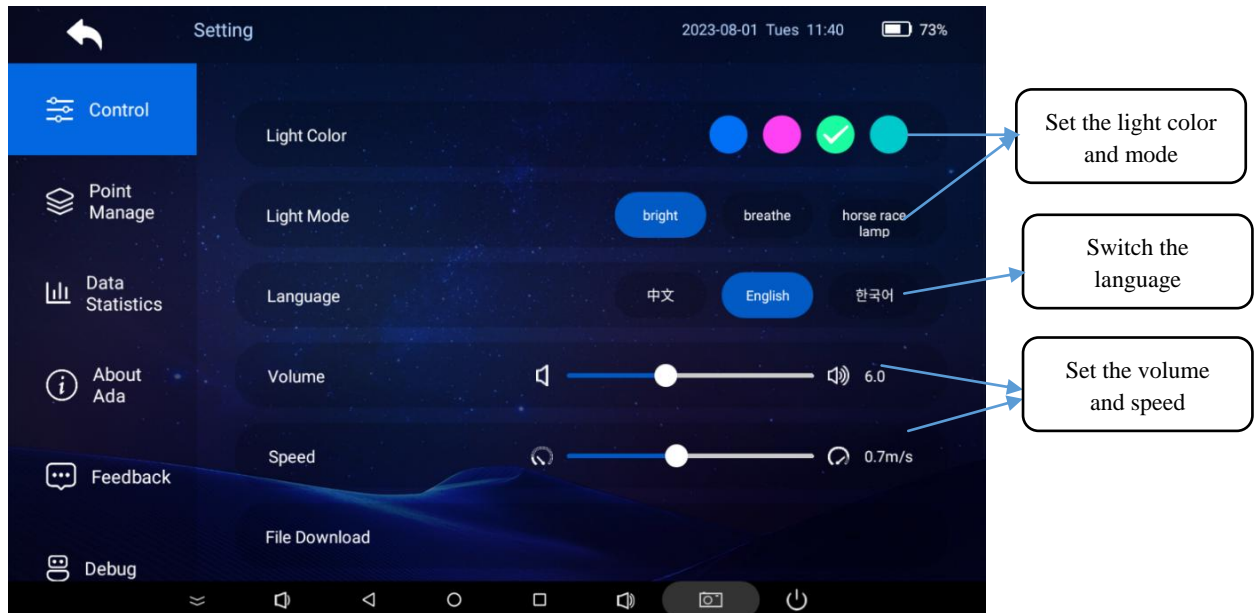 Setting
2023-08-01 Tues 11:40
73%
Control
Point
Manage
Data
Statistics
About
Ada
Feedback
Debug
Light Color
Light Mode
bright
breathe
horse race
lamp
Language
中文
English
한국어
Volume
6.0
Speed
0.7m/s
File Download
Set the light color
and mode
Switch the
language
Set the volume
and speed